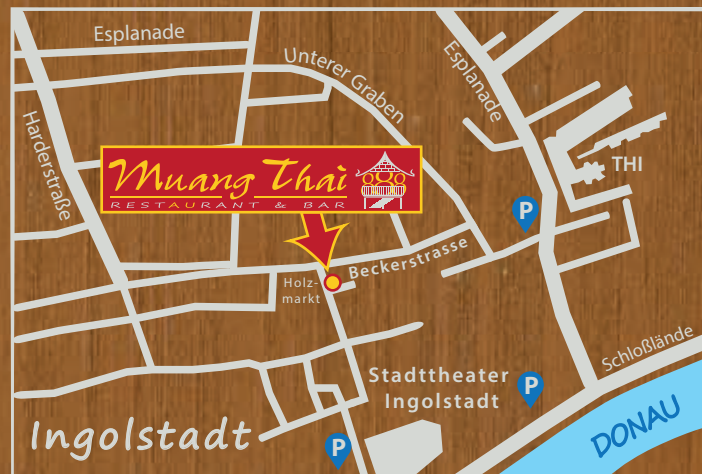 Esplanade
Unterer Graben
Esplanade
Harderstraße
THI
Muang Thai
RESTAURANT & BAR
P
Beckerstrasse
Holz-
markt
Schloßlände
Stadttheater
Ingolstadt
P
DONAU
Ingolstadt
P